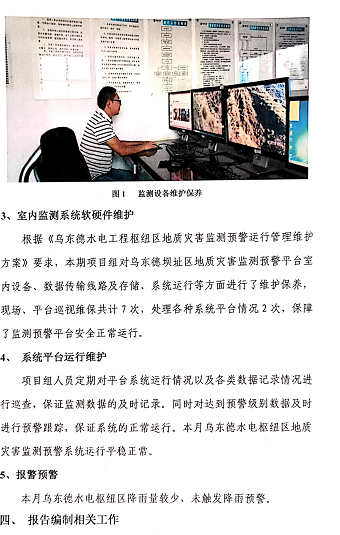 图 1 监测设备维护保养
3、室内监测系统软硬件维护
根据《乌东德水电工程枢纽区地质灾害监测预警运行管理维护
方案》要求，本期项目组对乌东德坝址区地质灾害监测预警平台室
内设备、数据传输线路及存储、系统运行等方面进行了维护保养，
现场、平台巡视维保共计 7 次，处理各种系统平台情况 2 次，保障
了监测预警平台安全正常运行。
4、 系统平台运行维护
项目组人员定期对平台系统运行情况以及各类数据记录情况进
行巡查，保证监测数据的及时记录。同时对达到预警级别数据及时
进行预警跟踪，保证系统的正常运行。本月乌东德水电枢纽区地质
灾害监测预警系统运行平稳正常。
5、报警预警
本月乌东德水电枢纽区降雨量较少，未触发降雨预警。
四、 报告编制相关工作